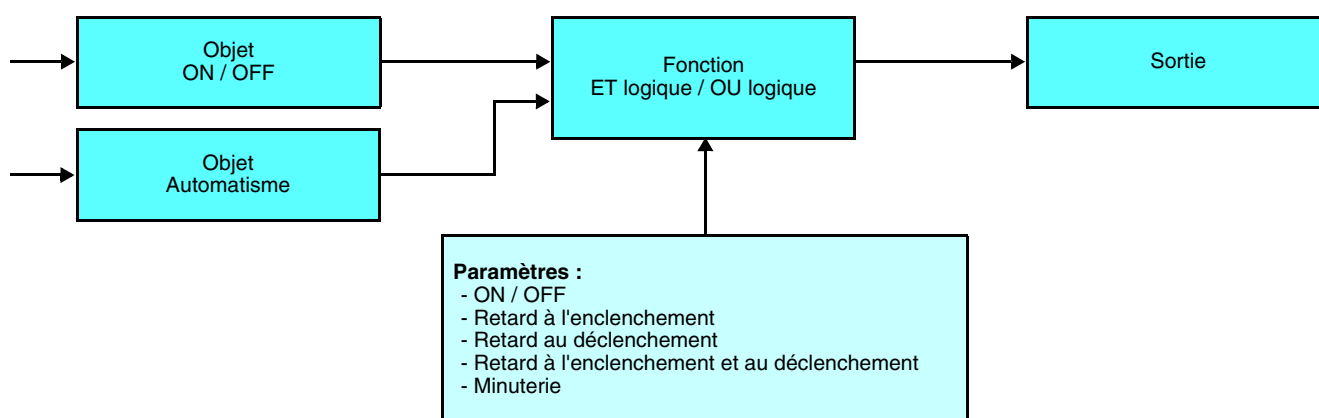 Objet
ON / OFF
Fonction
ET logique / OU logique
Sortie
Objet
Automatisme
Paramètres :
- ON / OFF
- Retard à l'enclenchement
- Retard au déclenchement
- Retard à l'enclenchement et au déclenchement
- Minuterie